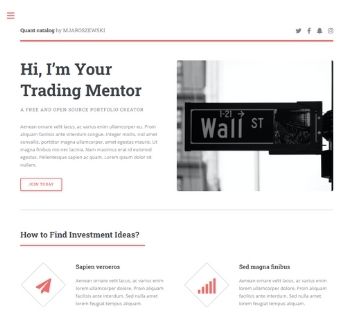 Quant catalog by MJAROSZEWSKI
Hi, I'm Your
Trading Mentor
A FREE AND OPEN SOURCE PORTFOLIO CREATOR
Aenean ornare velit lacus, ac varius enim ullamcorper eu. Proin
aliquam facilisis ante interdum congue. Integer mollis, nisl amet
convallis, porttitor magna ullamcorper, amet egestas mauris. Ut
magna finibus nisi nec lacinia. Nam maximus erat id euismod
egestas. Pellentesque sapien ac quam. Lorem ipsum dolor sit
nullam.
JOIN TODAY
1-21
Wall ST
How to Find Investment Ideas?
Sapien veroeros
Aenean ornare velit lacus, ac varius enim
ullamcorper eu. Proin aliquam
facilisis ante interdum. Sed nulla amet
lorem feugiat tempus aliquam.
Sed magna finibus
Aenean ornare velit lacus, ac varius enim
ullamcorper dolore. Proin aliquam
facilisis ante interdum. Sed nulla amet
lorem feugiat tempus aliquam.